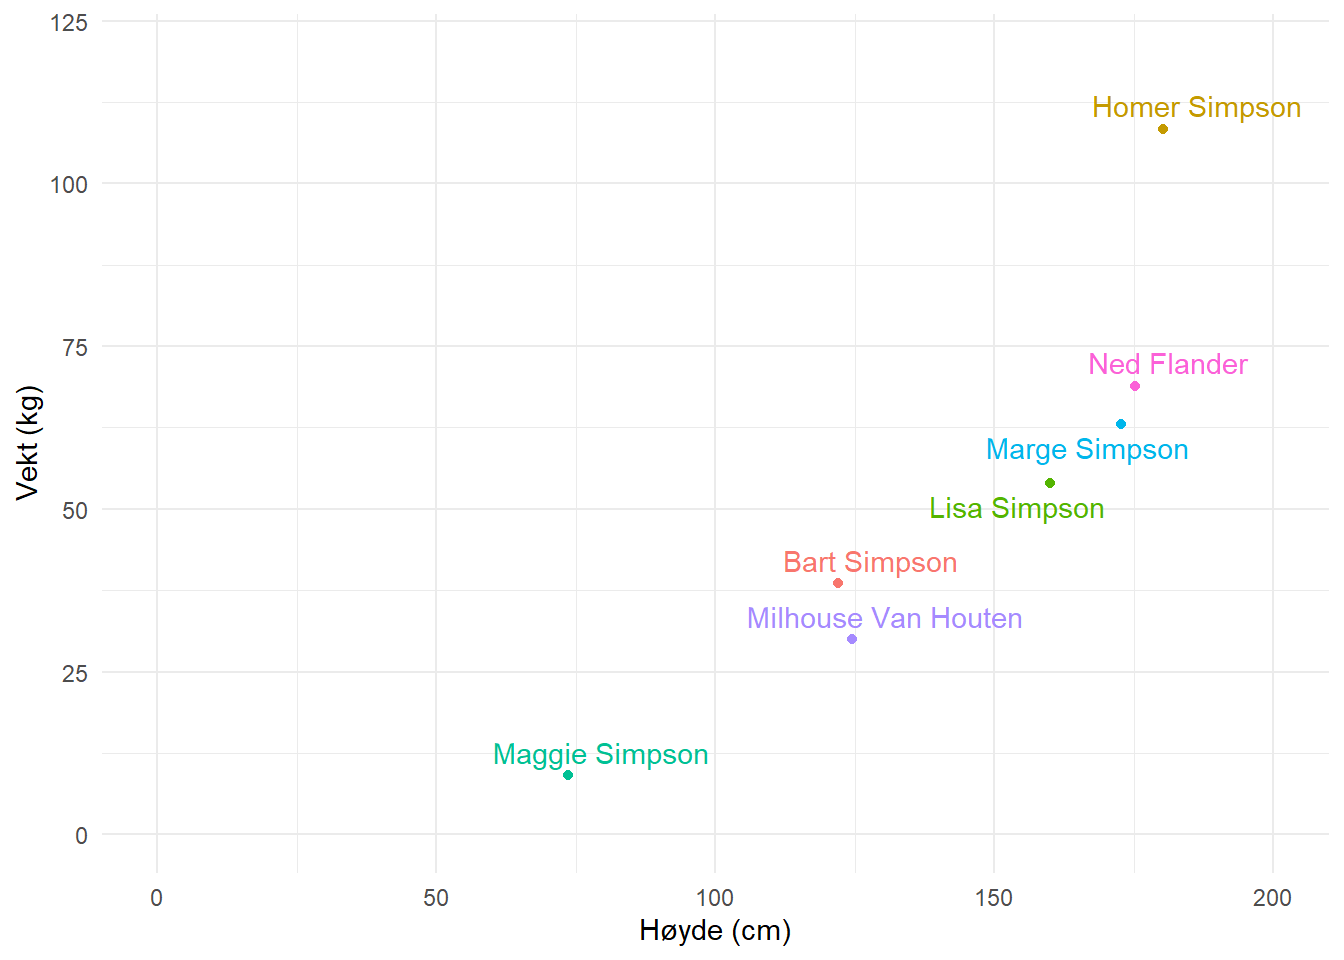 125
Homer Simpson
100
75
Ned Flander
Marge Simpson
Lisa Simpson
50
Bart Simpson
Milhouse Van Houten
25
Maggie Simpson
0
Vekt (kg)
0 50 100 150 200
Høyde (cm)